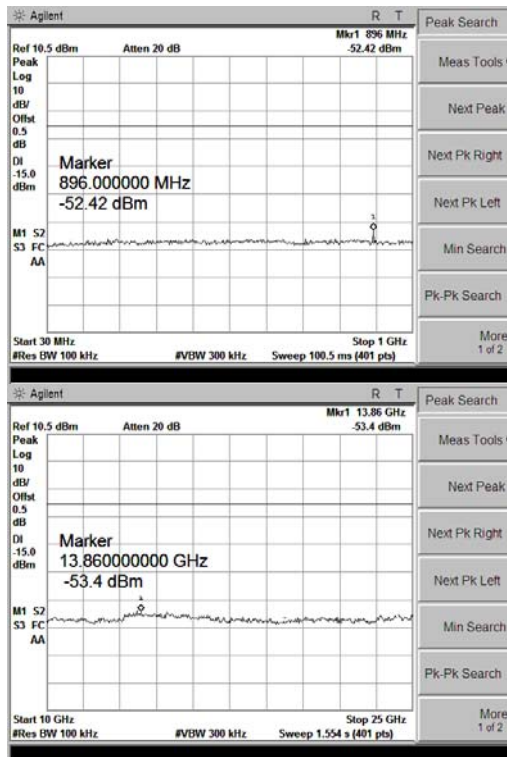 Agilent R T Peak Search
Mkr1 896 MHz
Ref 10.5 dBm Atten 20 dB -52.42 dBm
Peak
Log
10
dB/
Offst
0.5
dB
DI
-15.0
dBm
Marker
896.000000 MHz
-52.42 dBm
1
M1 S2
S3 FC
AA
Start 30 MHz Stop 1 GHz
#Res BW 100 kHz #VBW 300 kHz Sweep 100.5 ms (401 pts)
Meas Tools
Next Peak
Next Pk Right
Next Pk Left
Min Search
Pk-Pk Search
More
1 of 2
Agilent R T Peak Search
Mkr1 13.86 GHz
Ref 10.5 dBm Atten 20 dB -53.4 dBm
Peak
Log
10
dB/
Offst
0.5
dB
DI
-15.0
dBm
Marker
13.860000000 GHz
-53.4 dBm
M1 S2
S3 FC
AA
Start 10 GHz Stop 25 GHz
#Res BW 100 kHz #VBW 300 kHz Sweep 1.554 s (401 pts)
Meas Tools
Next Peak
Next Pk Right
Next Pk Left
Min Search
Pk-Pk Search
More
1 of 2